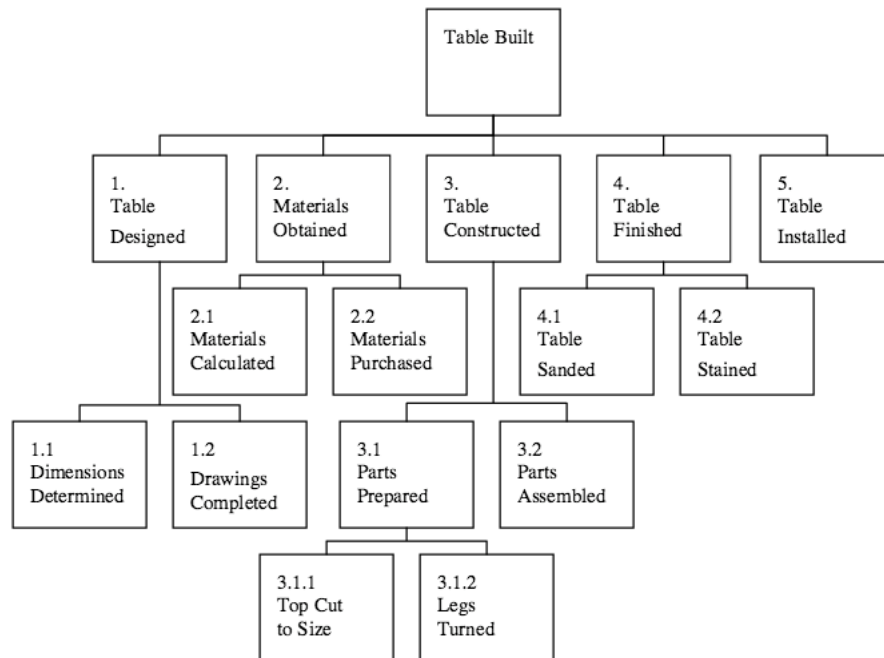 Table Built
1.
Table
Designed
2.
Materials
Obtained
3.
Table
Constructed
4.
Table
Finished
5.
Table
Installed
2.1
Materials
Calculated
2.2
Materials
Purchased
4.1
Table
Sanded
4.2
Table
Stained
1.1
Dimensions
Determined
1.2
Drawings
Completed
3.1
Parts
Prepared
3.2
Parts
Assembled
3.1.1
Top Cut
to Size
3.1.2
Legs
Turned